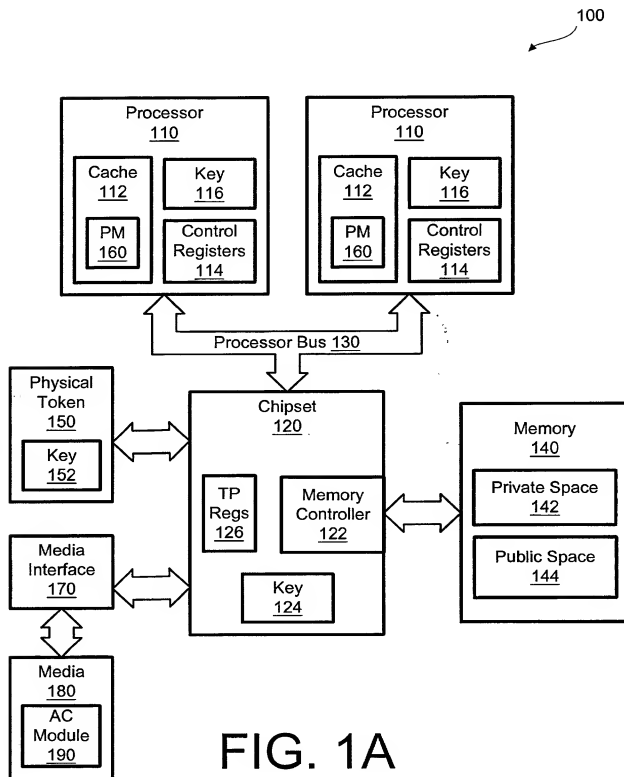 100
Processor
110
Cache
112
PM
160
Key
116
Control
Registers
114
Processor
110
Cache
112
PM
160
Key
116
Control
Registers
114
Processor Bus 130
Physical
Token
150
Key
152
Chipset
120
TP
Regs
126
Memory
Controller
122
Key
124
Memory
140
Private Space
142
Public Space
144
Media
Interface
170
Media
180
AC
Module
190
FIG. 1A